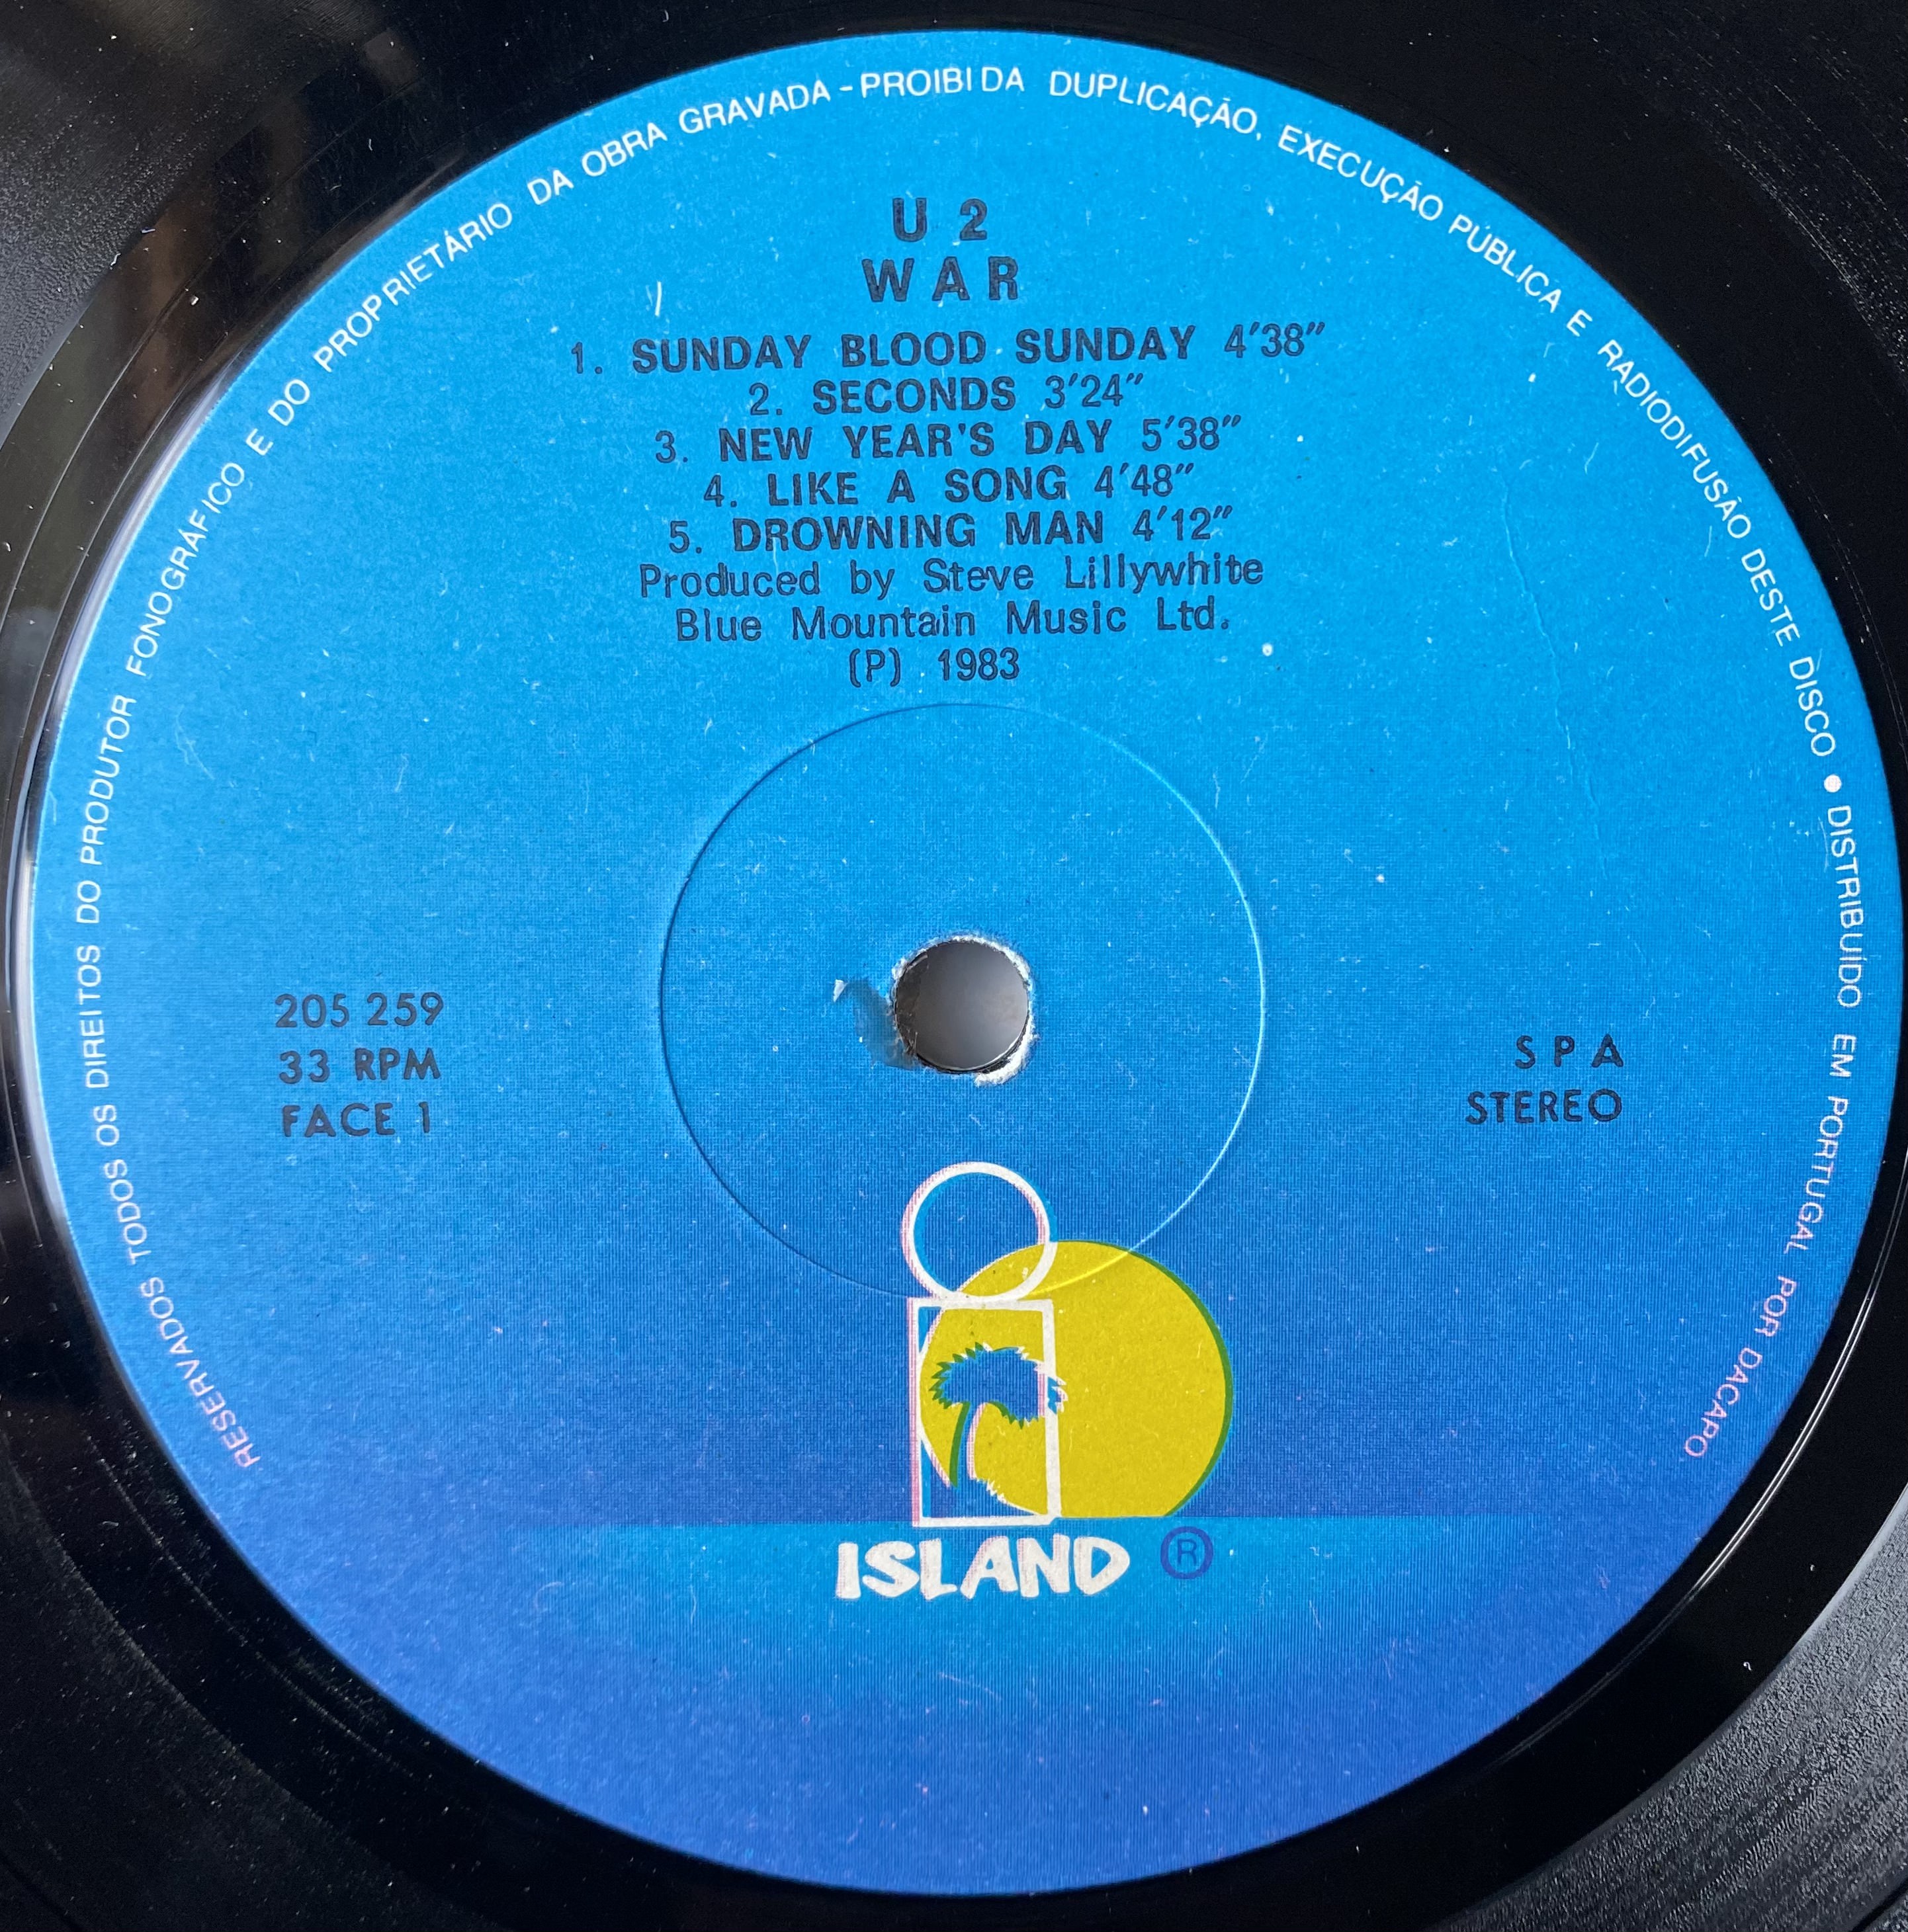 RESERVADOS TODOS OS DIREITOS DO PRODUTOR FONOGRÁFICO E DO PROPRIETÁRIO DA OBRA GRAVADA - PROIBIDA DUPLICAÇÃO, EXECUÇÃO PÚBLICA E RADIODIFUSÃO DESTE DISCO • DISTRIBUÍDO EM PORTUGAL POR DACAPO
U 2
WAR
1. SUNDAY BLOOD SUNDAY 4'38"
2. SECONDS 3'24"
3. NEW YEAR'S DAY 5'38"
4. LIKE A SONG 4'48"
5. DROWNING MAN 4'12"
Produced by Steve Lillywhite
Blue Mountain Music Ltd.
(P) 1983
205 259
33 RPM
FACE 1
SPA
STEREO
ISLAND ®